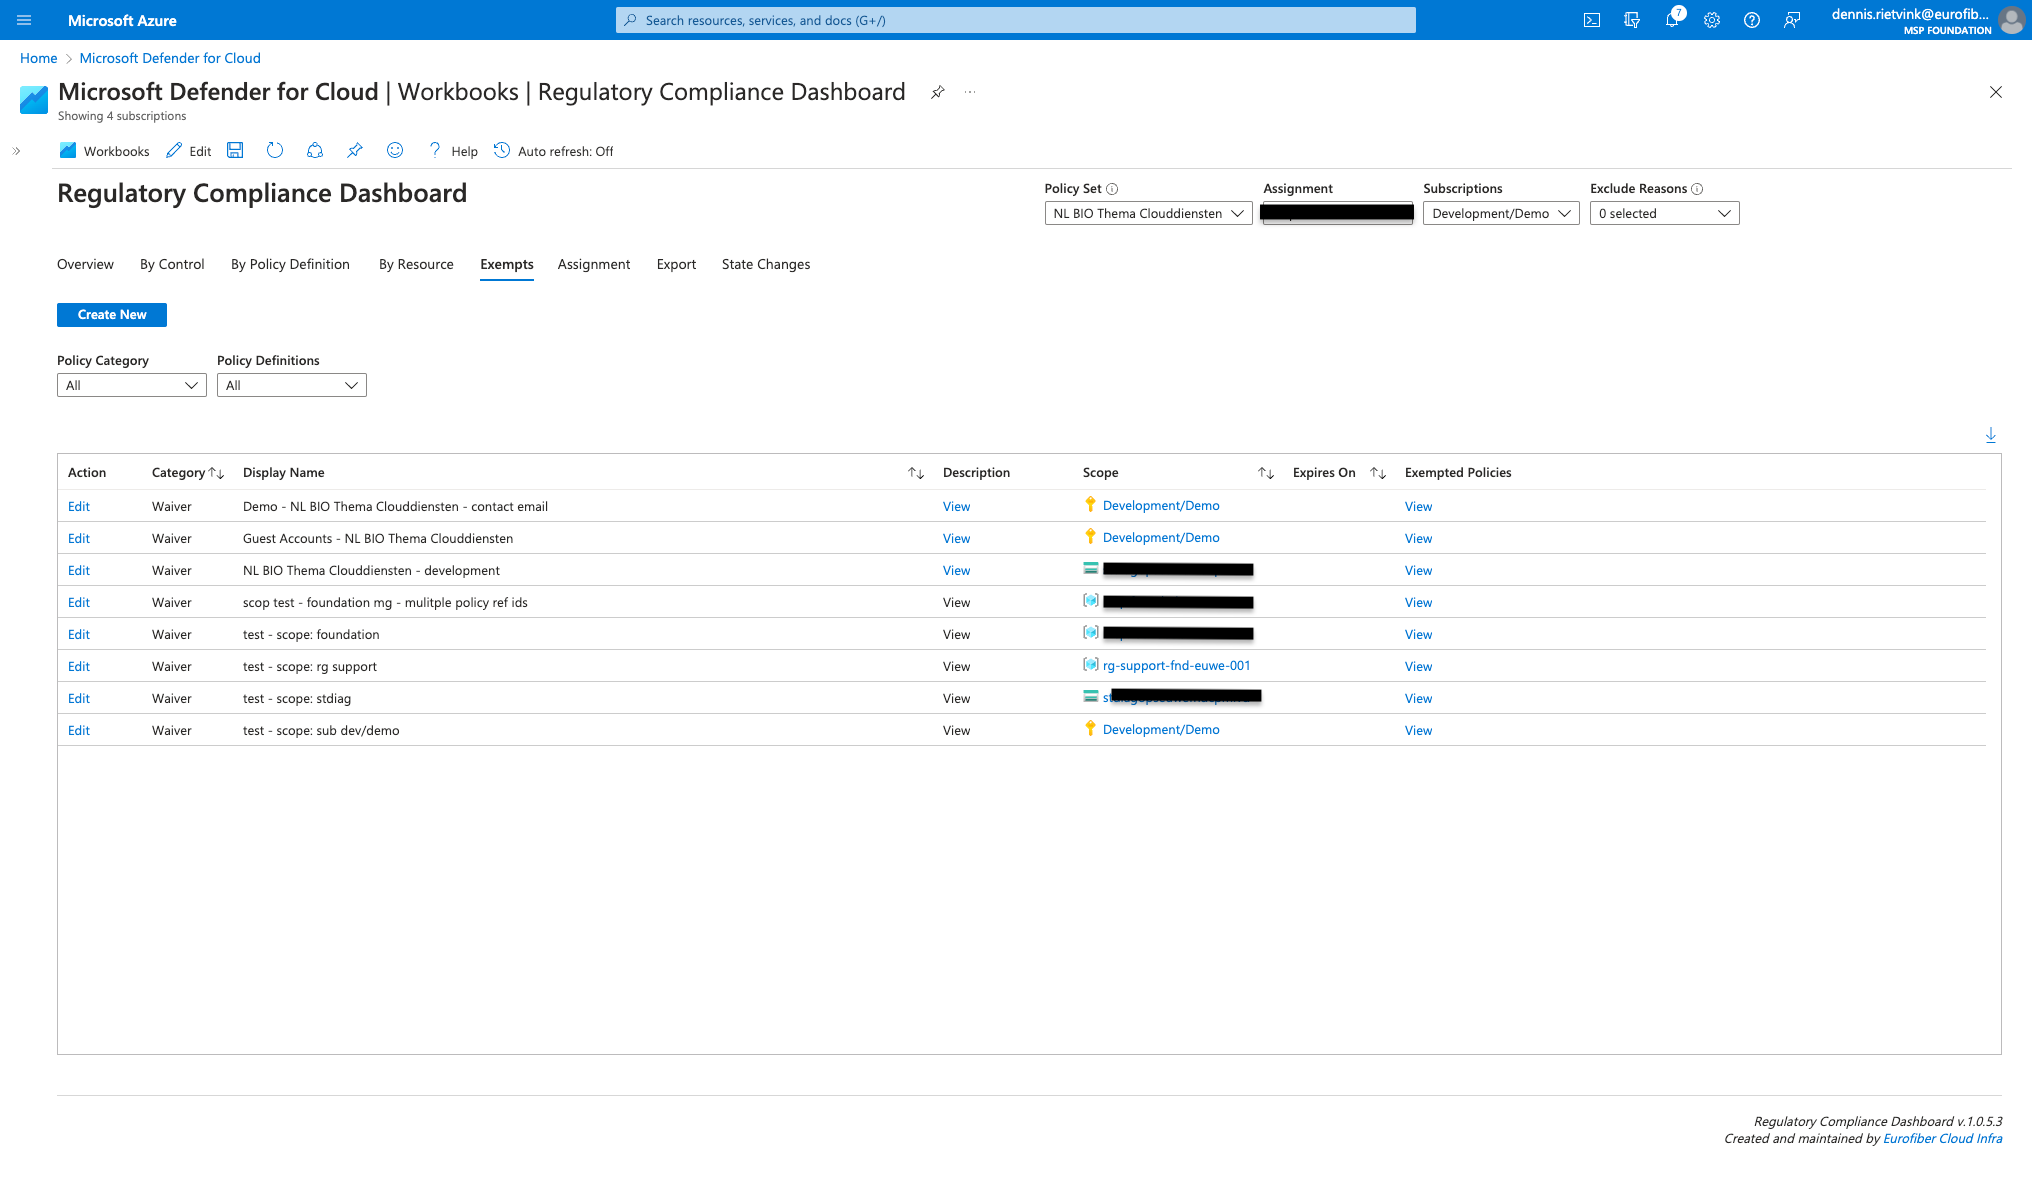 Microsoft Azure
Search resources, services, and docs (G+/)
7
dennis.rietvink@eurofib...
MSP FOUNDATION
Home > Microsoft Defender for Cloud
Microsoft Defender for Cloud | Workbooks | Regulatory Compliance Dashboard ...
Showing 4 subscriptions
Workbooks Edit ? Help Auto refresh: Off
Regulatory Compliance Dashboard
Policy Set Assignment Subscriptions Exclude Reasons
NL BIO Thema Clouddiensten Development/Demo 0 selected
Overview By Control By Policy Definition By Resource Exempts Assignment Export State Changes
Create New
Policy Category Policy Definitions
All All
Action Category Display Name Description Scope Expires On Exempted Policies
Edit Waiver Demo - NL BIO Thema Clouddiensten - contact email View Development/Demo View
Edit Waiver Guest Accounts - NL BIO Thema Clouddiensten View Development/Demo View
Edit Waiver NL BIO Thema Clouddiensten - development View View
Edit Waiver scop test - foundation mg - mulitple policy ref ids View View
Edit Waiver test - scope: foundation View View
Edit Waiver test - scope: rg support View rg-support-fnd-euwe-001 View
Edit Waiver test - scope: stdiag View View
Edit Waiver test - scope: sub dev/demo View Development/Demo View
Regulatory Compliance Dashboard v.1.0.5.3
Created and maintained by Eurofiber Cloud Infra